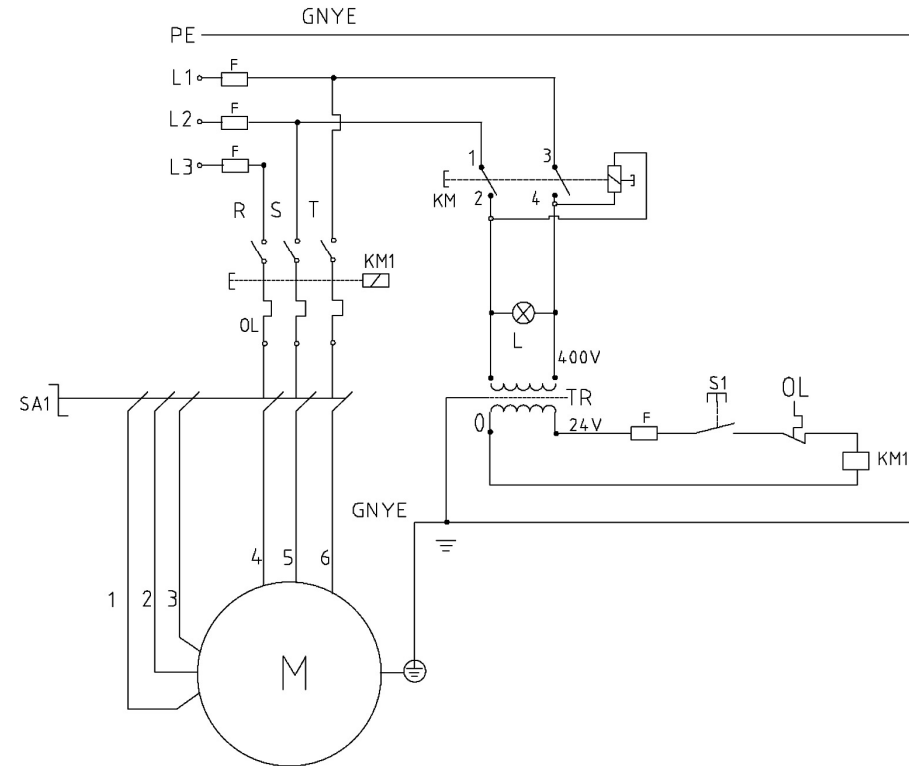 GNYE
PE
F
L1
F
L2
F
L3
1 3
KM 2 4
R S T
KM1
OL
L
400V
SA1
TR
S1 OL
0 24V F
KM1
GNYE
4 5 6
1 2 3
M